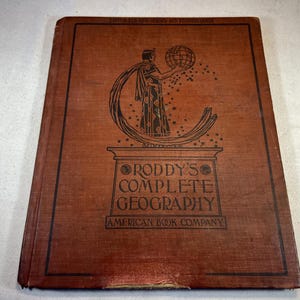 RODDY'S
COMPLETE
GEOGRAPHY
AMERICAN BOOK COMPANY